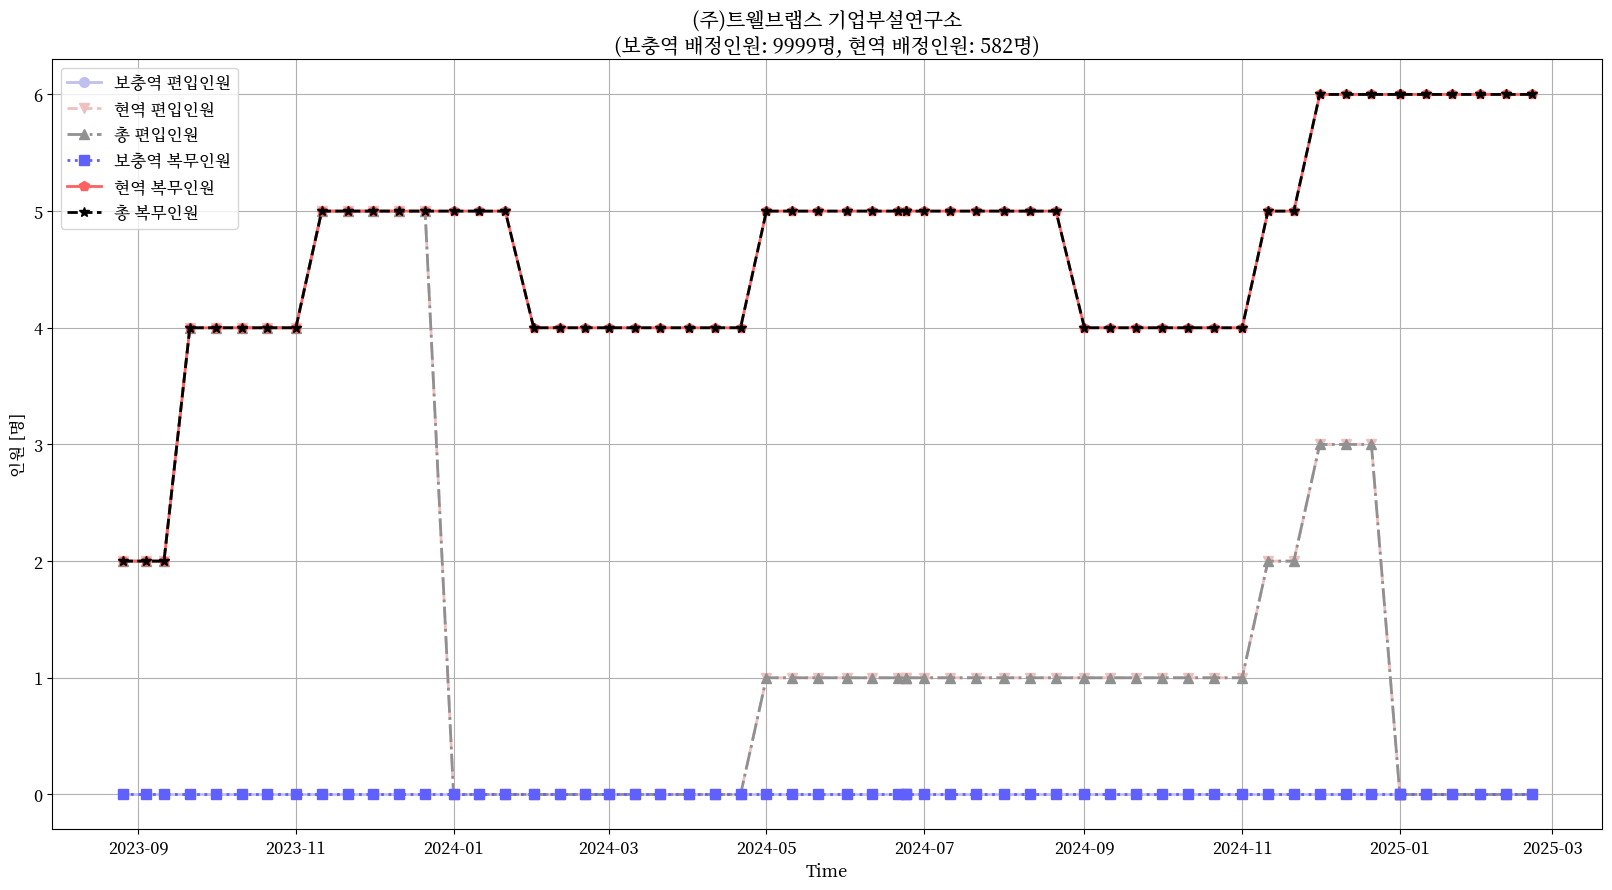 (주)트웰브랩스 기업부설연구소
(보충역 배정인원: 9999명, 현역 배정인원: 582명)
보충역 편입인원
현역 편입인원
총 편입인원
보충역 복무인원
현역 복무인원
총 복무인원
인원 [명]
6
5
4
3
2
1
0
2023-09 2023-11 2024-01 2024-03 2024-05 2024-07 2024-09 2024-11 2025-01 2025-03
Time